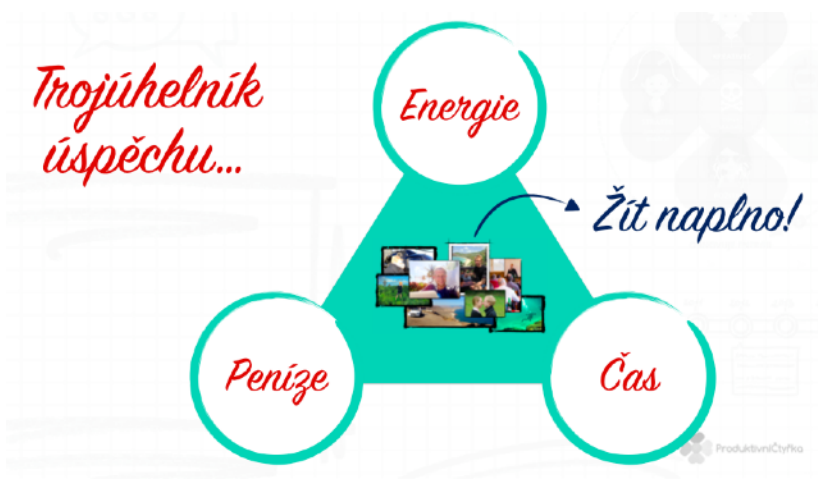 Trojúhelník
úspěchu...
Energie
Žít naplno!
Peníze
Čas
ProduktivníČtyřka